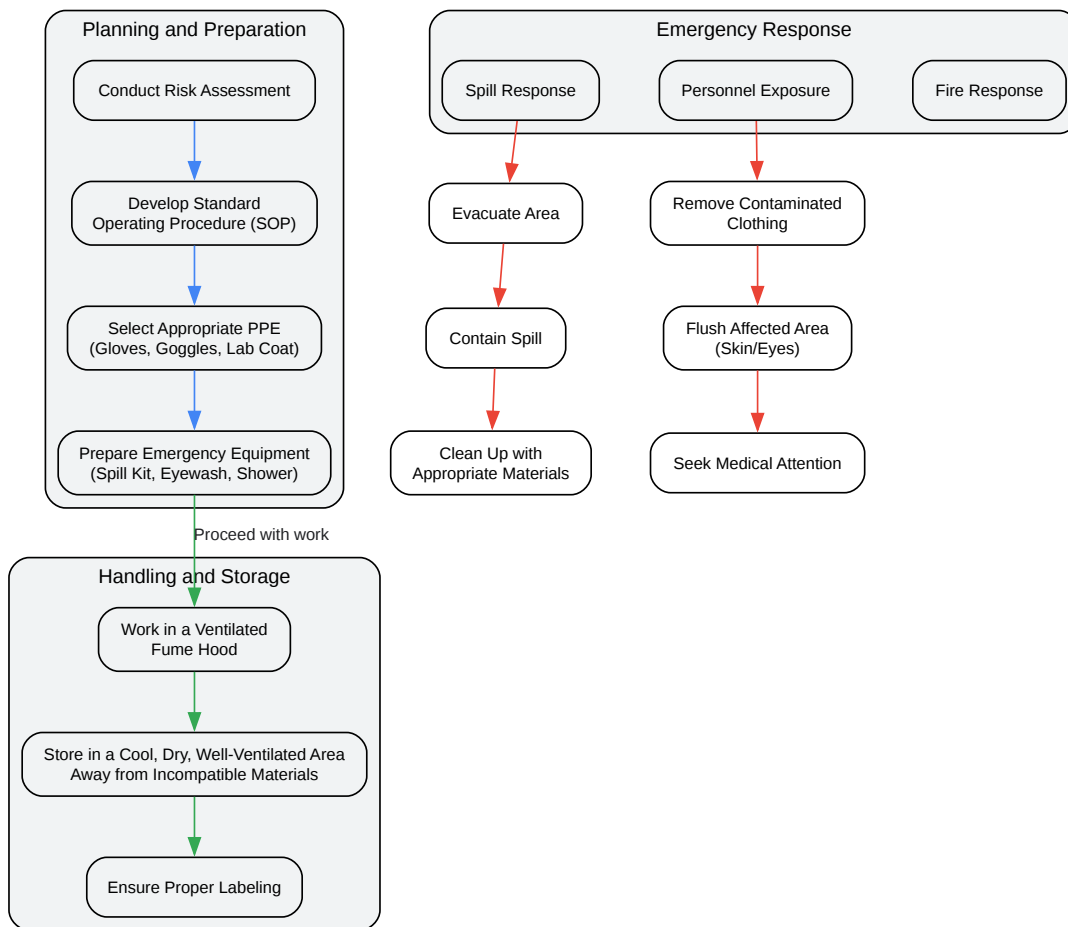 Planning and Preparation
Conduct Risk Assessment
Develop Standard
Operating Procedure (SOP)
Select Appropriate PPE
(Gloves, Goggles, Lab Coat)
Prepare Emergency Equipment
(Spill Kit, Eyewash, Shower)
Proceed with work
Handling and Storage
Work in a Ventilated
Fume Hood
Store in a Cool, Dry, Well-Ventilated Area
Away from Incompatible Materials
Ensure Proper Labeling
Emergency Response
Spill Response
Evacuate Area
Contain Spill
Clean Up with
Appropriate Materials
Personnel Exposure
Remove Contaminated
Clothing
Flush Affected Area
(Skin/Eyes)
Seek Medical Attention
Fire Response